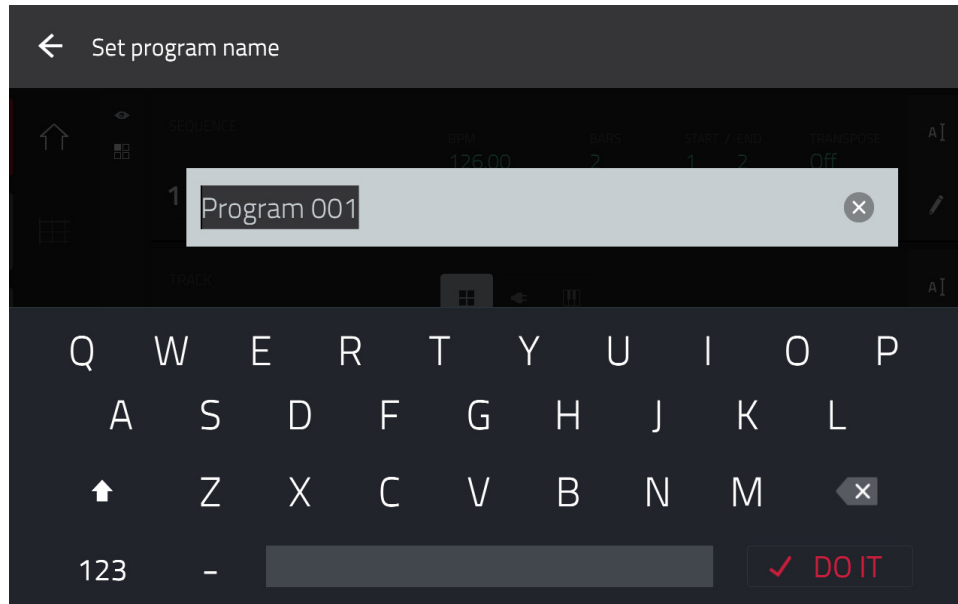 Set program name
SEQUENCE
BPM BARS START / END TRANSPOSE
126.00 2 1 2 Off
1
Program 001
TRACK
Q W E R T Y U I O P
A S D F G H J K L
Z X C V B N M
123 - DO IT